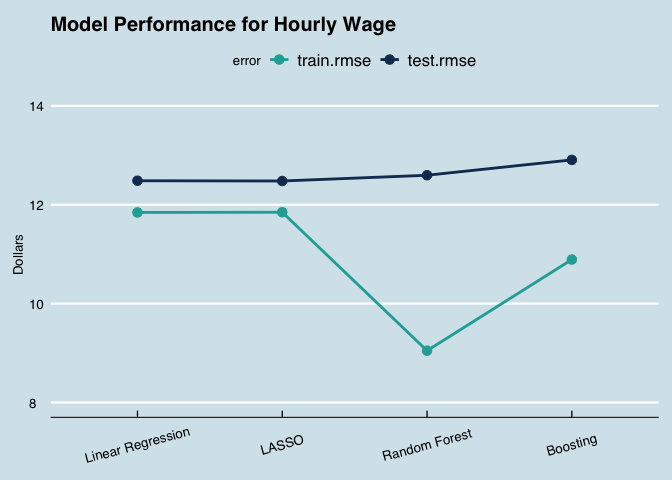 Model Performance for Hourly Wage
error train.rmse test.rmse
14
12
10
8
Dollars
Linear Regression
LASSO
Random Forest
Boosting